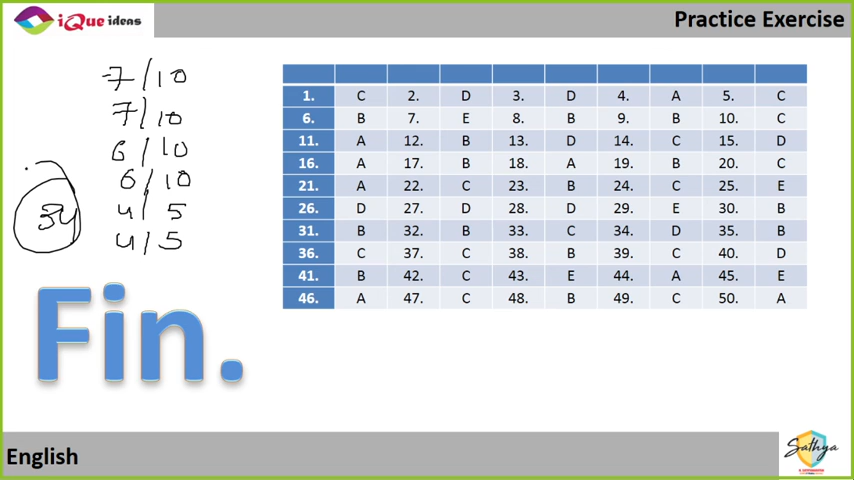 iQue ideas
Practice Exercise
7/10
7/10
6/10
6/10
4/5
4/5
34
1. C 2. D 3. D 4. A 5. C
6. B 7. E 8. B 9. B 10. C
11. A 12. B 13. D 14. C 15. D
16. A 17. B 18. A 19. B 20. C
21. A 22. C 23. B 24. C 25. E
26. D 27. D 28. D 29. E 30. B
31. B 32. B 33. C 34. D 35. B
36. C 37. C 38. B 39. C 40. D
41. B 42. C 43. E 44. A 45. E
46. A 47. C 48. B 49. C 50. A
Fin.
English
Sathya